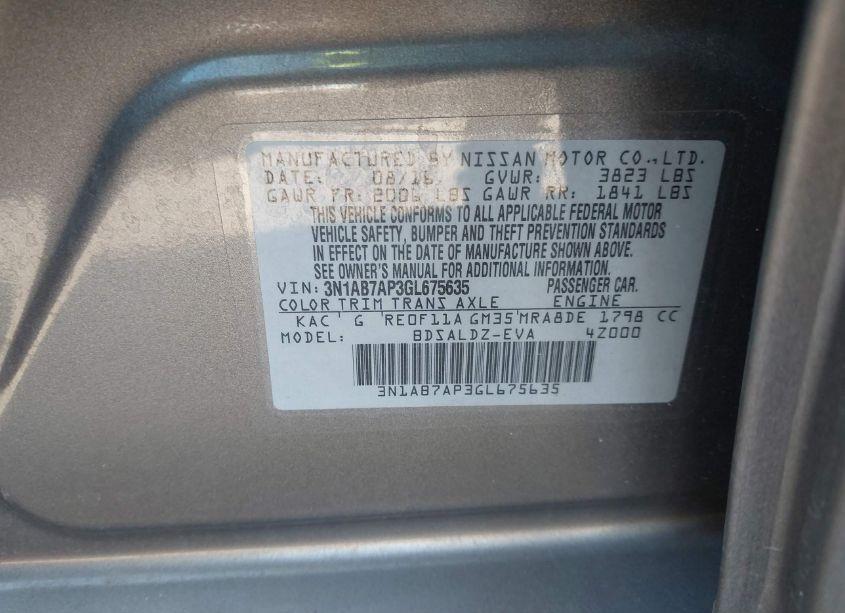 MANUFACTURED BY NISSAN MOTOR CO.,LTD.
DATE: 08/16 GVWR: 3823 LBS
GAWR FR: 2006 LBS GAWR RR: 1841 LBS
THIS VEHICLE CONFORMS TO ALL APPLICABLE FEDERAL MOTOR
VEHICLE SAFETY, BUMPER AND THEFT PREVENTION STANDARDS
IN EFFECT ON THE DATE OF MANUFACTURE SHOWN ABOVE.
SEE OWNER'S MANUAL FOR ADDITIONAL INFORMATION.
VIN: 3N1AB7AP3GL675635 PASSENGER CAR.
COLOR TRIM TRANS AXLE ENGINE
KAC G RE0F11A GM35 MRA8DE 1798 CC
MODEL: BDSALDZ-EVA 4Z000
3N1AB7AP3GL675635